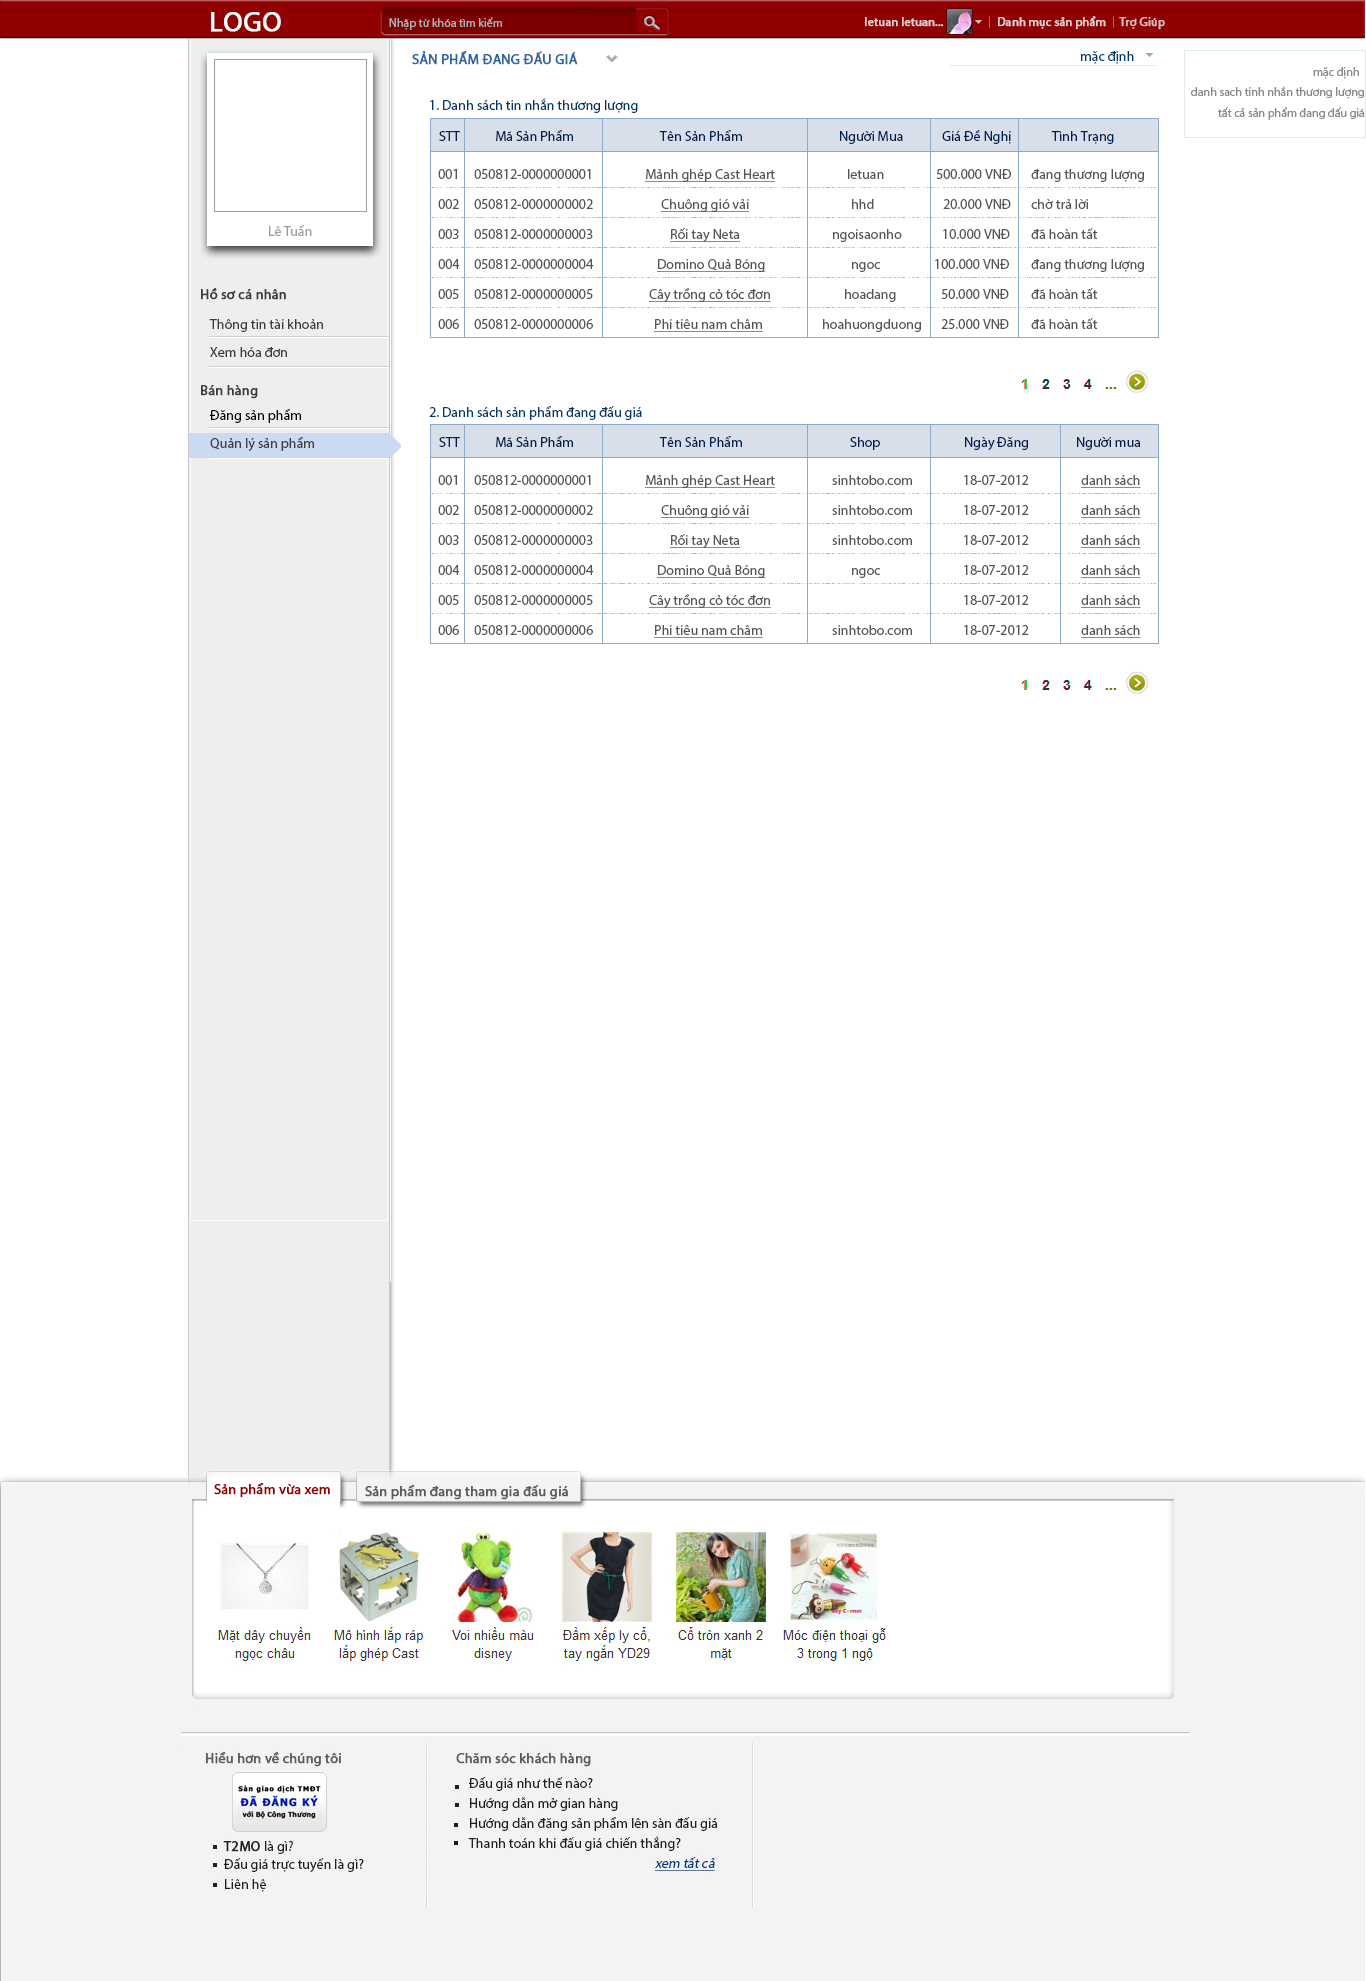 LOGO
Nhập từ khóa tìm kiếm
letuan letuan...
Danh mục sản phẩm
Trợ Giúp
SẢN PHẨM ĐANG ĐẤU GIÁ
mặc định
mặc định
danh sach tinh nhắn thương lượng
tất cả sản phẩm đang đấu giá
Lê Tuấn
Hồ sơ cá nhân
Thông tin tài khoản
Xem hóa đơn
Bán hàng
Đăng sản phẩm
Quản lý sản phẩm
1. Danh sách tin nhắn thương lượng
STT Mã Sản Phẩm Tên Sản Phẩm Người Mua Giá Đề Nghị Tình Trạng
001 050812-0000000001 Mảnh ghép Cast Heart letuan 500.000 VNĐ đang thương lượng
002 050812-0000000002 Chuông gió vải hhd 20.000 VNĐ chờ trả lời
003 050812-0000000003 Rối tay Neta ngoisaonho 10.000 VNĐ đã hoàn tất
004 050812-0000000004 Domino Quả Bóng ngoc 100.000 VNĐ đang thương lượng
005 050812-0000000005 Cây trồng cỏ tóc đơn hoadang 50.000 VNĐ đã hoàn tất
006 050812-0000000006 Phi tiêu nam châm hoahuongduong 25.000 VNĐ đã hoàn tất
1 2 3 4 ...
2. Danh sách sản phẩm đang đấu giá
STT Mã Sản Phẩm Tên Sản Phẩm Shop Ngày Đăng Người mua
001 050812-0000000001 Mảnh ghép Cast Heart sinhtobo.com 18-07-2012 danh sách
002 050812-0000000002 Chuông gió vải sinhtobo.com 18-07-2012 danh sách
003 050812-0000000003 Rối tay Neta sinhtobo.com 18-07-2012 danh sách
004 050812-0000000004 Domino Quả Bóng ngoc 18-07-2012 danh sách
005 050812-0000000005 Cây trồng cỏ tóc đơn 18-07-2012 danh sách
006 050812-0000000006 Phi tiêu nam châm sinhtobo.com 18-07-2012 danh sách
1 2 3 4 ...
Sản phẩm vừa xem
Sản phẩm đang tham gia đấu giá
Mặt dây chuyền
ngọc châu
Mô hình lắp ráp
lắp ghép Cast
Voi nhiều màu
disney
Đầm xếp ly cổ,
tay ngắn YD29
Cổ tròn xanh 2
mặt
Móc điện thoại gỗ
3 trong 1 ngộ
Hiểu hơn về chúng tôi
Sàn giao dịch TMĐT
ĐÃ ĐĂNG KÝ
với Bộ Công Thương
T2MO là gì?
Đấu giá trực tuyến là gì?
Liên hệ
Chăm sóc khách hàng
Đấu giá như thế nào?
Hướng dẫn mở gian hàng
Hướng dẫn đăng sản phẩm lên sàn đấu giá
Thanh toán khi đấu giá chiến thắng?
xem tất cả